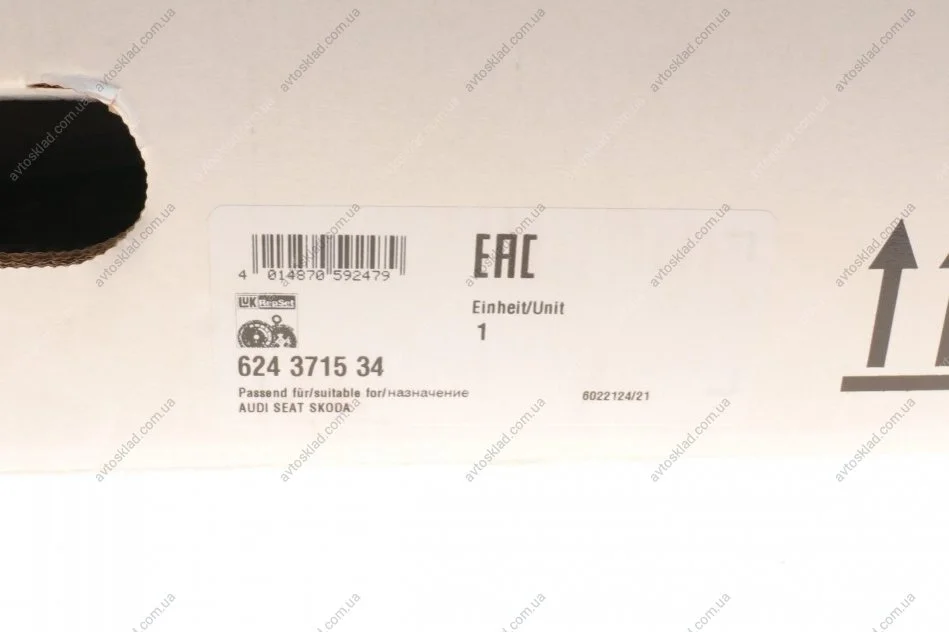 4 014870 592479
EAC
Einheit/Unit
1
LuK RepSet
624 3715 34
Passend für/suitable for/назначение
AUDI SEAT SKODA
6022124/21
avtosklad.com.ua